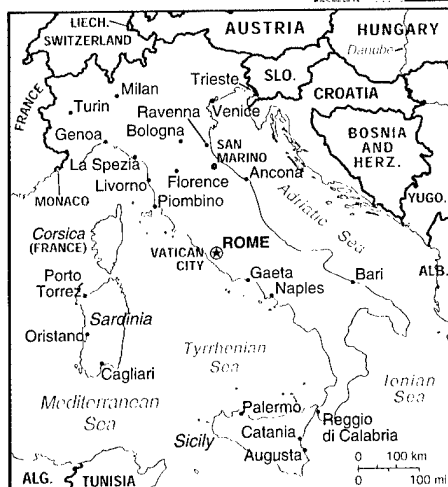 LIECH.
SWITZERLAND
AUSTRIA
HUNGARY
Danube
SLO.
CROATIA
FRANCE
Milan
Trieste
Turin
Venice
Ravenna
Genoa
Bologna
BOSNIA
AND
HERZ.
SAN
MARINO
La Spezia
Livorno
Florence
Ancona
Piombino
MONACO
Adriatic Sea
YUGO.
Corsica
(FRANCE)
VATICAN
CITY
ROME
ALB.
Gaeta
Bari
Naples
Porto
Torrez
Sardinia
Oristano
Tyrrhenian
Sea
Cagliari
Mediterranean
Sea
Ionian
Sea
Palermo
Reggio
di Calabria
Sicily
Catania
Augusta
ALG.
TUNISIA
0 100 km
0 100 mi